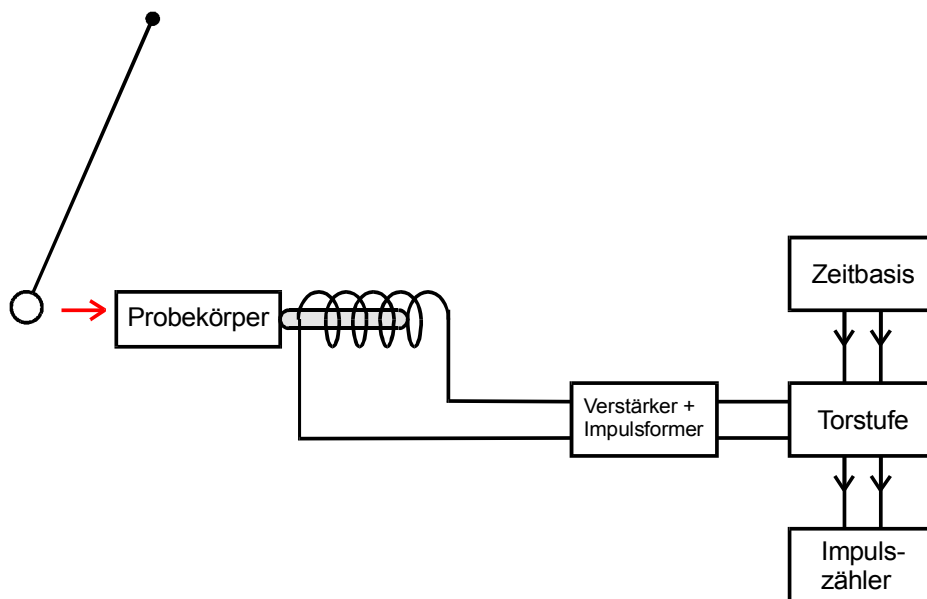 Zeitbasis
Probekörper
Verstärker +
Impulsformer
Torstufe
Impuls-
zähler